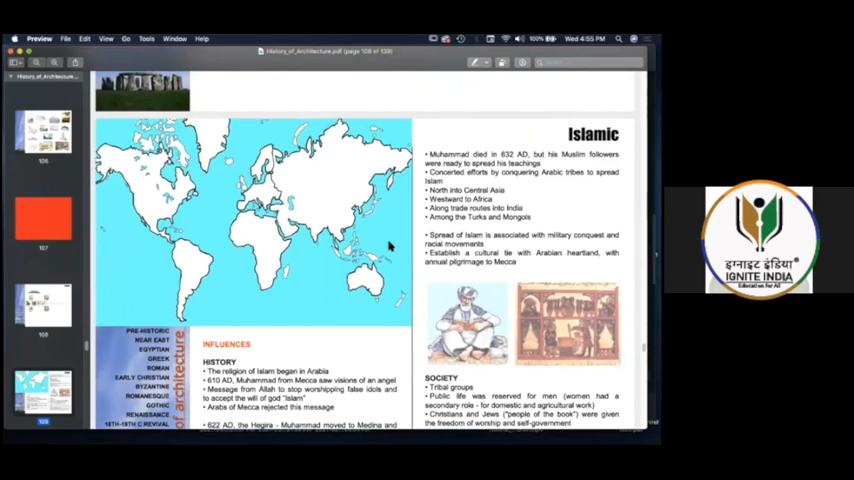 Preview File Edit View Go Tools Window Help
100% Wed 4:55 PM
History_of_Architecture.pdf (page 109 of 139)
Search
History_of_Architecture....
106
107
108
109
Islamic
• Muhammad died in 632 AD, but his Muslim followers
were ready to spread his teachings
• Concerted efforts by conquering Arabic tribes to spread
Islam
• North into Central Asia
• Westward to Africa
• Along trade routes into India
• Among the Turks and Mongols
• Spread of Islam is associated with military conquest and
racial movements
• Establish a cultural tie with Arabian heartland, with
annual pilgrimage to Mecca
PRE-HISTORIC
NEAR EAST
EGYPTIAN
GREEK
ROMAN
EARLY CHRISTIAN
BYZANTINE
ROMANESQUE
GOTHIC
RENAISSANCE
18TH-19TH C REVIVAL
of architecture
INFLUENCES
HISTORY
• The religion of Islam began in Arabia
• 610 AD, Muhammad from Mecca saw visions of an angel
• Message from Allah to stop worshipping false idols and
to accept the will of god "Islam"
• Arabs of Mecca rejected this message
• 622 AD, the Hegira - Muhammad moved to Medina and
SOCIETY
• Tribal groups
• Public life was reserved for men (women had a
secondary role - for domestic and agricultural work)
• Christians and Jews ("people of the book") were given
the freedom of worship and self-government
इग्नाइट इंडिया®
IGNITE INDIA
Education for All